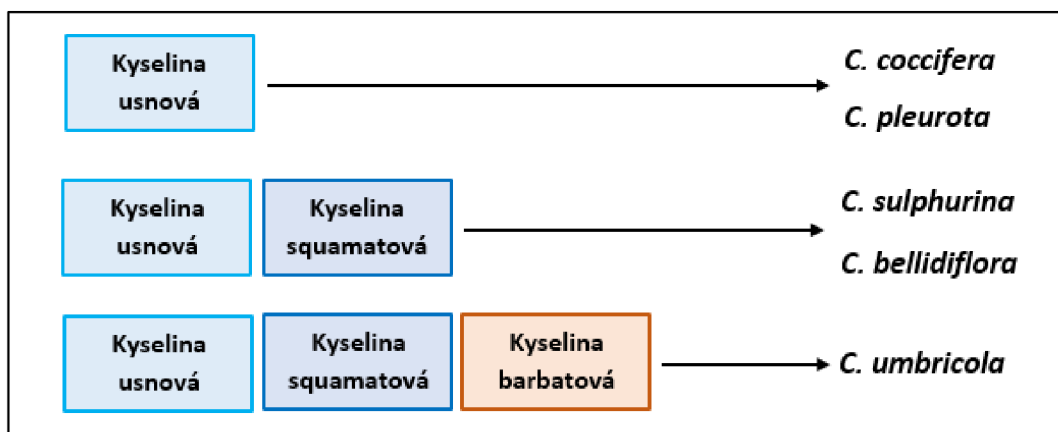 Kyselina
usnová
C. coccifera
C. pleurota
Kyselina
usnová
Kyselina
squamatová
C. sulphurina
C. bellidiflora
Kyselina
usnová
Kyselina
squamatová
Kyselina
barbatová
C. umbricola